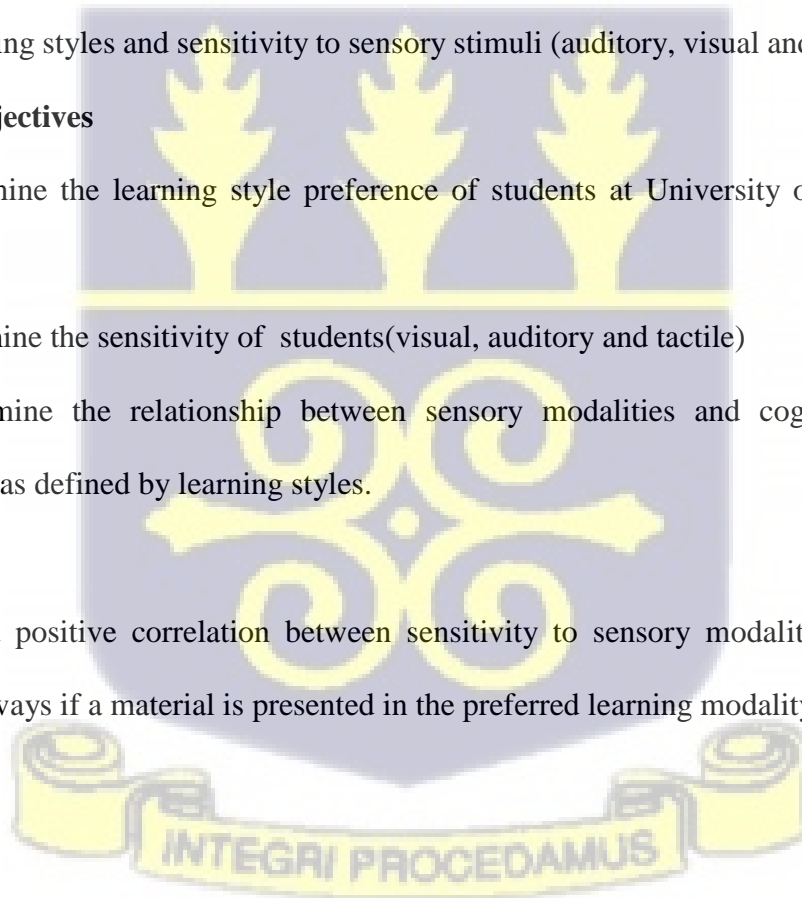 ing styles and sensitivity to sensory stimuli (auditory, visual and
jectives
nine the learning style preference of students at University o
nine the sensitivity of  students(visual, auditory and tactile)
mine the relationship between sensory modalities and cog
as defined by learning styles.
positive correlation between sensitivity to sensory modalit
ways if a material is presented in the preferred learning modality
INTEGRI PROCEDAMUS